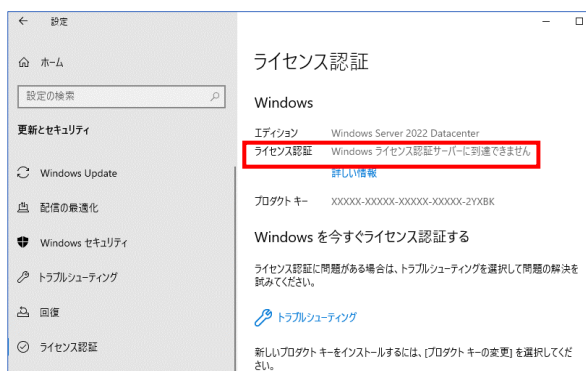 設定
ホーム
設定の検索
更新とセキュリティ
Windows Update
配信の最適化
Windows セキュリティ
トラブルシューティング
回復
ライセンス認証
ライセンス認証
Windows
エディション Windows Server 2022 Datacenter
ライセンス認証 Windows ライセンス認証サーバーに到達できません
詳しい情報
プロダクト キー XXXXX-XXXXX-XXXXX-XXXXX-2YXBK
Windows を今すぐライセンス認証する
ライセンス認証に問題がある場合は、トラブルシューティングを選択して問題の解決を
試みてください。
トラブルシューティング
新しいプロダクト キーをインストールするには、[プロダクト キーの変更] を選択してくだ
さい。